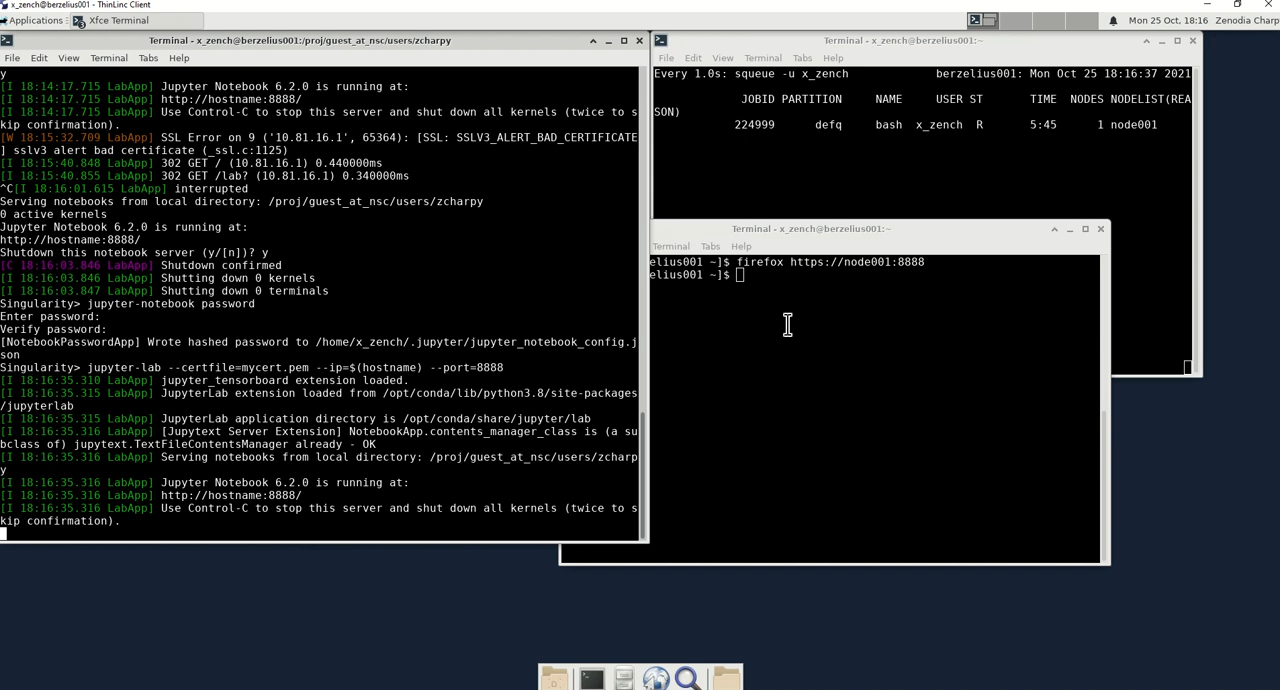 x_zench@berzelius001 - ThinLinc Client
Applications Xfce Terminal Mon 25 Oct, 18:16 Zenodia Charp
Terminal - x_zench@berzelius001:/proj/guest_at_nsc/users/zcharpy
File Edit View Terminal Tabs Help
y
[I 18:14:17.715 LabApp] Jupyter Notebook 6.2.0 is running at:
[I 18:14:17.715 LabApp] http://hostname:8888/
[I 18:14:17.715 LabApp] Use Control-C to stop this server and shut down all kernels (twice to s
kip confirmation).
[W 18:15:32.709 LabApp] SSL Error on 9 ('10.81.16.1', 65364): [SSL: SSLV3_ALERT_BAD_CERTIFICATE
] sslv3 alert bad certificate (_ssl.c:1125)
[I 18:15:40.848 LabApp] 302 GET / (10.81.16.1) 0.440000ms
[I 18:15:40.855 LabApp] 302 GET /lab? (10.81.16.1) 0.340000ms
^C[I 18:16:01.615 LabApp] interrupted
Serving notebooks from local directory: /proj/guest_at_nsc/users/zcharpy
0 active kernels
Jupyter Notebook 6.2.0 is running at:
http://hostname:8888/
Shutdown this notebook server (y/[n])? y
[C 18:16:03.846 LabApp] Shutdown confirmed
[I 18:16:03.846 LabApp] Shutting down 0 kernels
[I 18:16:03.847 LabApp] Shutting down 0 terminals
Singularity> jupyter-notebook password
Enter password:
Verify password:
[NotebookPasswordApp] Wrote hashed password to /home/x_zench/.jupyter/jupyter_notebook_config.j
son
Singularity> jupyter-lab --certfile=mycert.pem --ip=$(hostname) --port=8888
[I 18:16:35.310 LabApp] jupyter_tensorboard extension loaded.
[I 18:16:35.315 LabApp] JupyterLab extension loaded from /opt/conda/lib/python3.8/site-packages
/jupyterlab
[I 18:16:35.315 LabApp] JupyterLab application directory is /opt/conda/share/jupyter/lab
[I 18:16:35.316 LabApp] [Jupytext Server Extension] NotebookApp.contents_manager_class is (a su
bclass of) jupytext.TextFileContentsManager already - OK
[I 18:16:35.316 LabApp] Serving notebooks from local directory: /proj/guest_at_nsc/users/zcharp
y
[I 18:16:35.316 LabApp] Jupyter Notebook 6.2.0 is running at:
[I 18:16:35.316 LabApp] http://hostname:8888/
[I 18:16:35.316 LabApp] Use Control-C to stop this server and shut down all kernels (twice to s
kip confirmation).
Terminal - x_zench@berzelius001:~
File Edit View Terminal Tabs Help
Every 1.0s: squeue -u x_zench berzelius001: Mon Oct 25 18:16:37 2021
JOBID PARTITION NAME USER ST TIME NODES NODELIST(REA
SON)
224999 defq bash x_zench R 5:45 1 node001
Terminal - x_zench@berzelius001:~
Terminal Tabs Help
elius001 ~]$ firefox https://node001:8888
elius001 ~]$